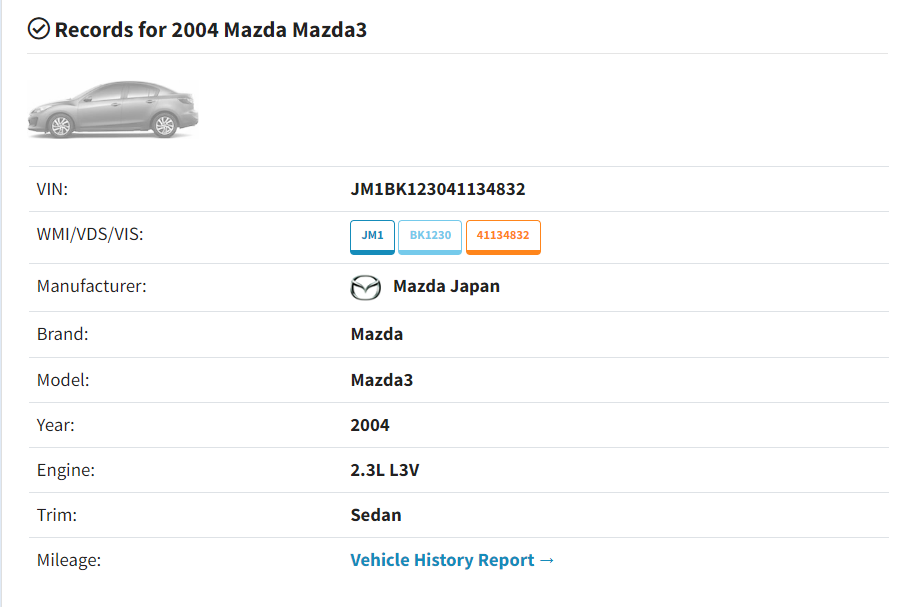 Records for 2004 Mazda Mazda3
VIN: JM1BK123041134832
WMI/VDS/VIS: JM1 BK1230 41134832
Manufacturer: Mazda Japan
Brand: Mazda
Model: Mazda3
Year: 2004
Engine: 2.3L L3V
Trim: Sedan
Mileage: Vehicle History Report →